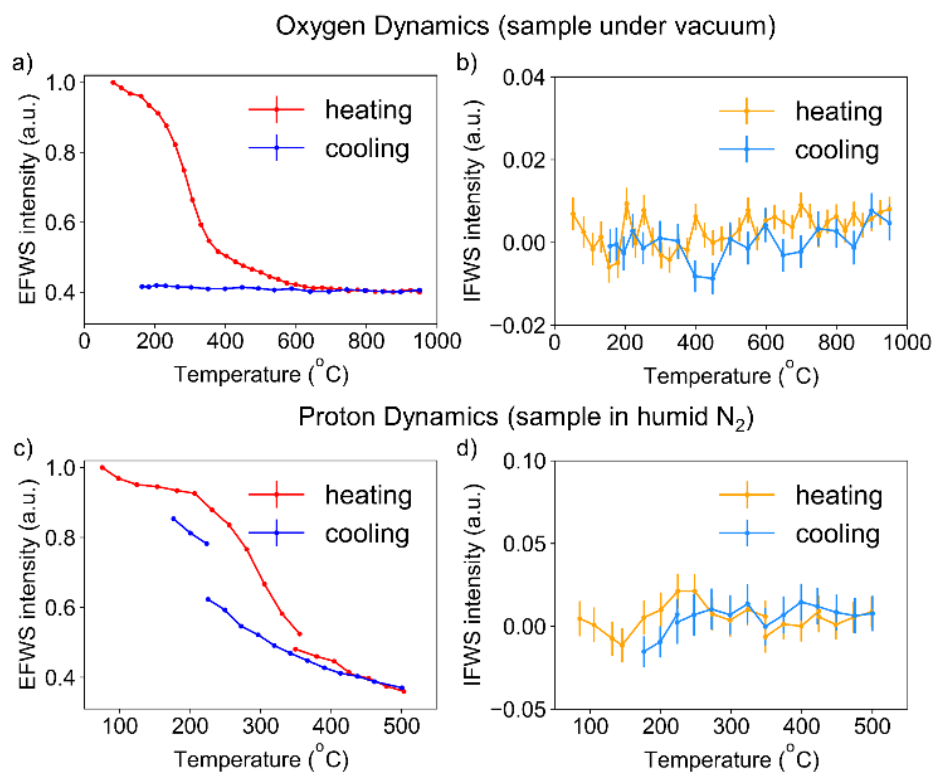 Oxygen Dynamics (sample under vacuum)
a)
1.0
0.8
0.6
0.4
EFWS intensity (a.u.)
heating
cooling
0 200 400 600 800 1000
Temperature (°C)
b)
0.04
0.02
0.00
−0.02
IFWS intensity (a.u.)
heating
cooling
0 200 400 600 800 1000
Temperature (°C)
Proton Dynamics (sample in humid N₂)
c)
1.0
0.8
0.6
0.4
EFWS intensity (a.u.)
heating
cooling
100 200 300 400 500
Temperature (°C)
d)
0.10
0.05
0.00
−0.05
IFWS intensity (a.u.)
heating
cooling
100 200 300 400 500
Temperature (°C)